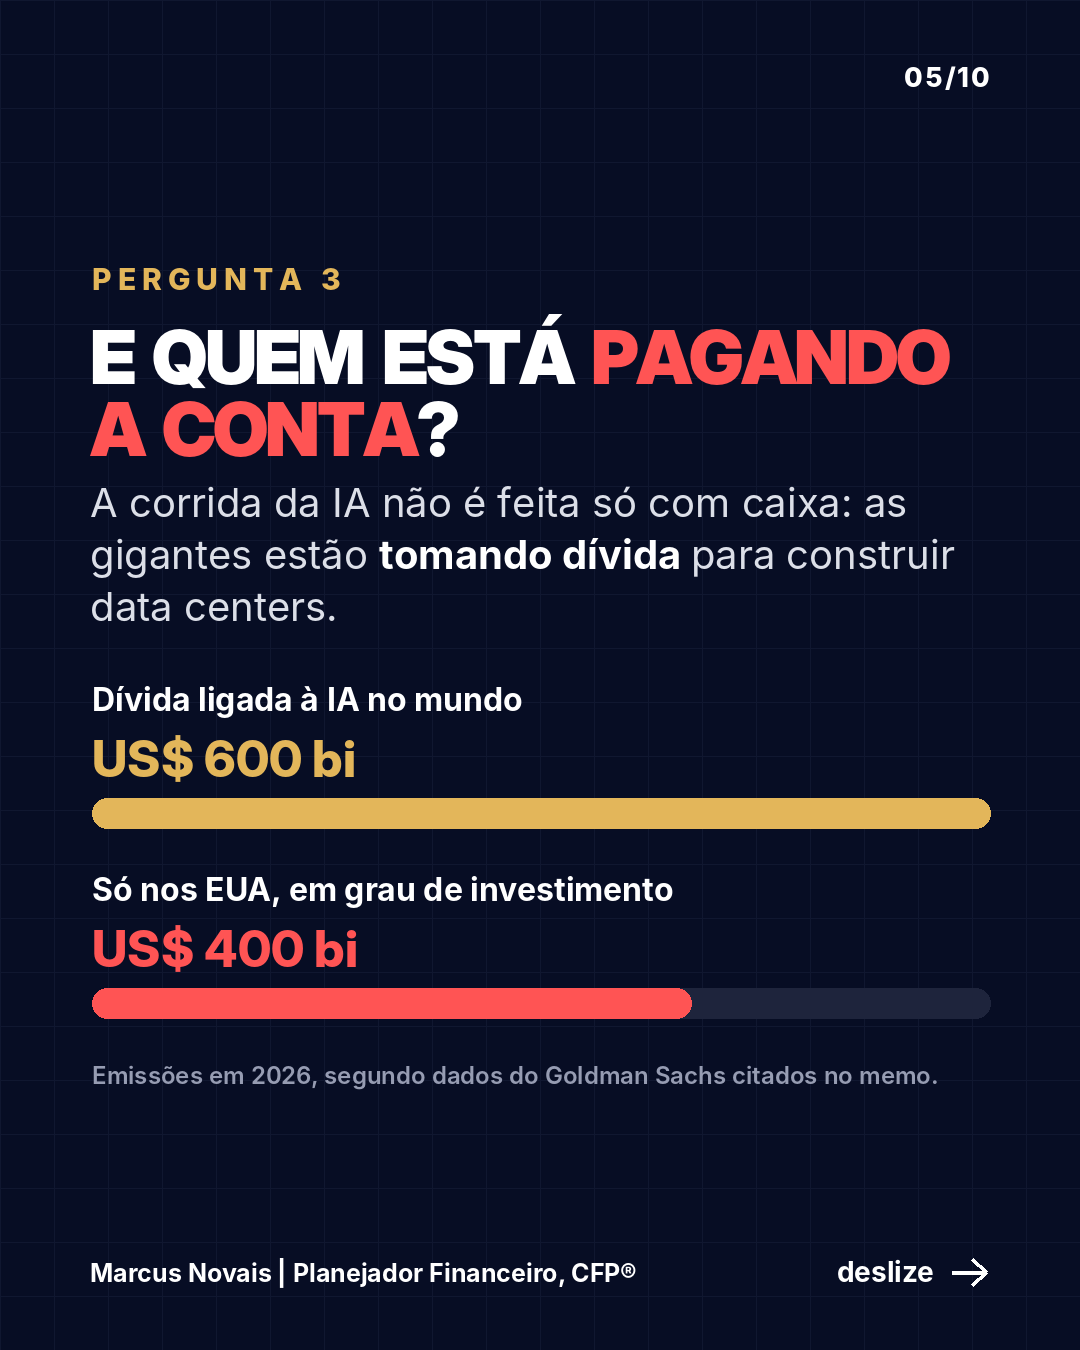 05/10
PERGUNTA 3
E QUEM ESTÁ PAGANDO
A CONTA?
A corrida da IA não é feita só com caixa: as
gigantes estão tomando dívida para construir
data centers.
Dívida ligada à IA no mundo
US$ 600 bi
Só nos EUA, em grau de investimento
US$ 400 bi
Emissões em 2026, segundo dados do Goldman Sachs citados no memo.
Marcus Novais | Planejador Financeiro, CFP®
deslize →